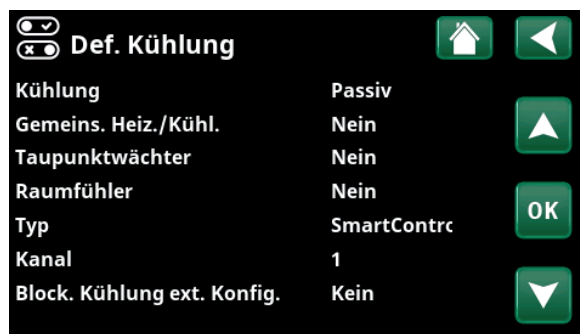 Def. Kühlung
Kühlung Passiv
Gemeins. Heiz./Kühl. Nein
Taupunktwächter Nein
Raumfühler Nein
Typ SmartContrc
Kanal 1
Block. Kühlung ext. Konfig. Kein
OK